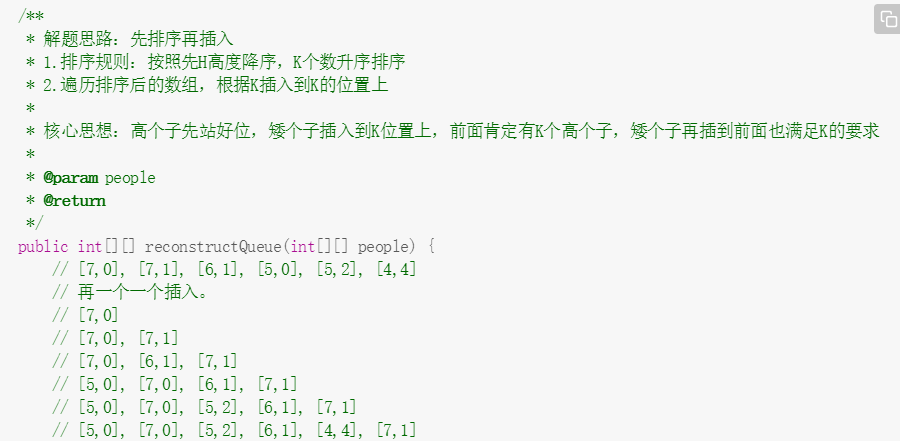 /**
* 解题思路：先排序再插入
* 1.排序规则：按照先H高度降序，K个数升序排序
* 2.遍历排序后的数组，根据K插入到K的位置上
*
* 核心思想：高个子先站好位，矮个子插入到K位置上，前面肯定有K个高个子，矮个子再插到前面也满足K的要求
*
* @param people
* @return
*/
public int[][] reconstructQueue(int[][] people) {
// [7,0], [7,1], [6,1], [5,0], [5,2], [4,4]
// 再一个一个插入。
// [7,0]
// [7,0], [7,1]
// [7,0], [6,1], [7,1]
// [5,0], [7,0], [6,1], [7,1]
// [5,0], [7,0], [5,2], [6,1], [7,1]
// [5,0], [7,0], [5,2], [6,1], [4,4], [7,1]